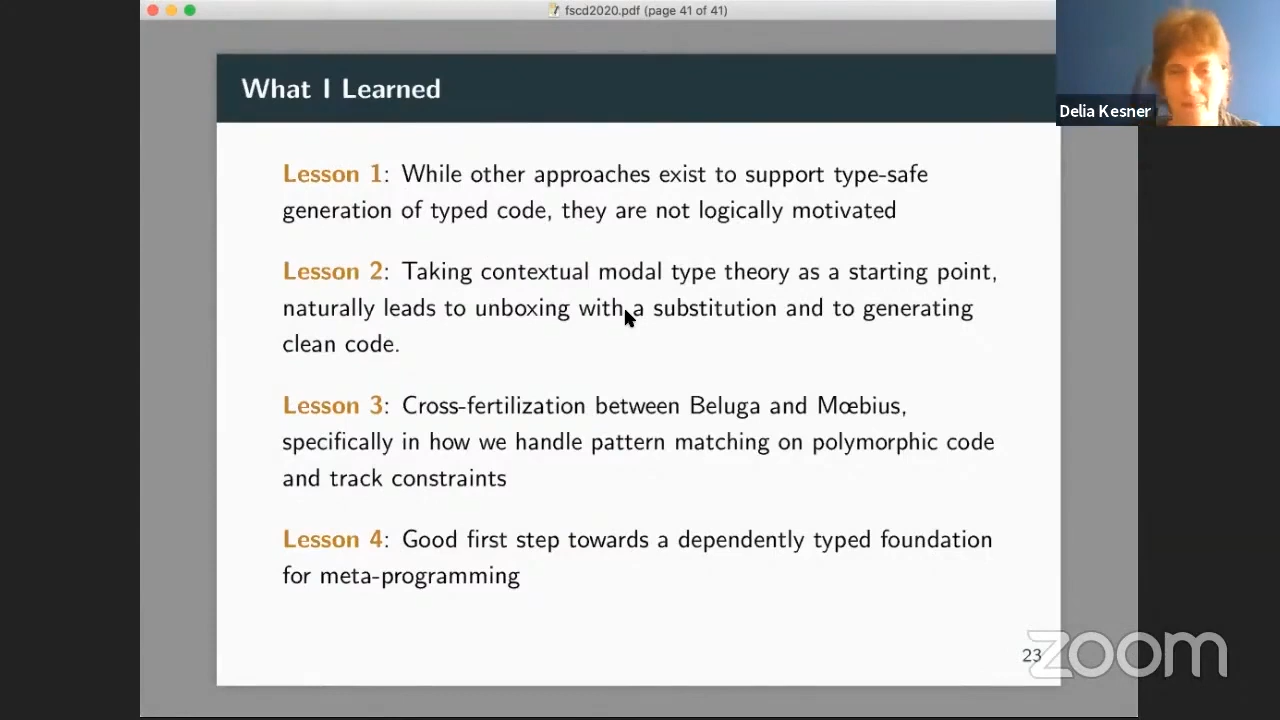 fscd2020.pdf (page 41 of 41)
What I Learned
Delia Kesner
Lesson 1: While other approaches exist to support type-safe
generation of typed code, they are not logically motivated
Lesson 2: Taking contextual modal type theory as a starting point,
naturally leads to unboxing with a substitution and to generating
clean code.
Lesson 3: Cross-fertilization between Beluga and Mœbius,
specifically in how we handle pattern matching on polymorphic code
and track constraints
Lesson 4: Good first step towards a dependently typed foundation
for meta-programming
23
zoom